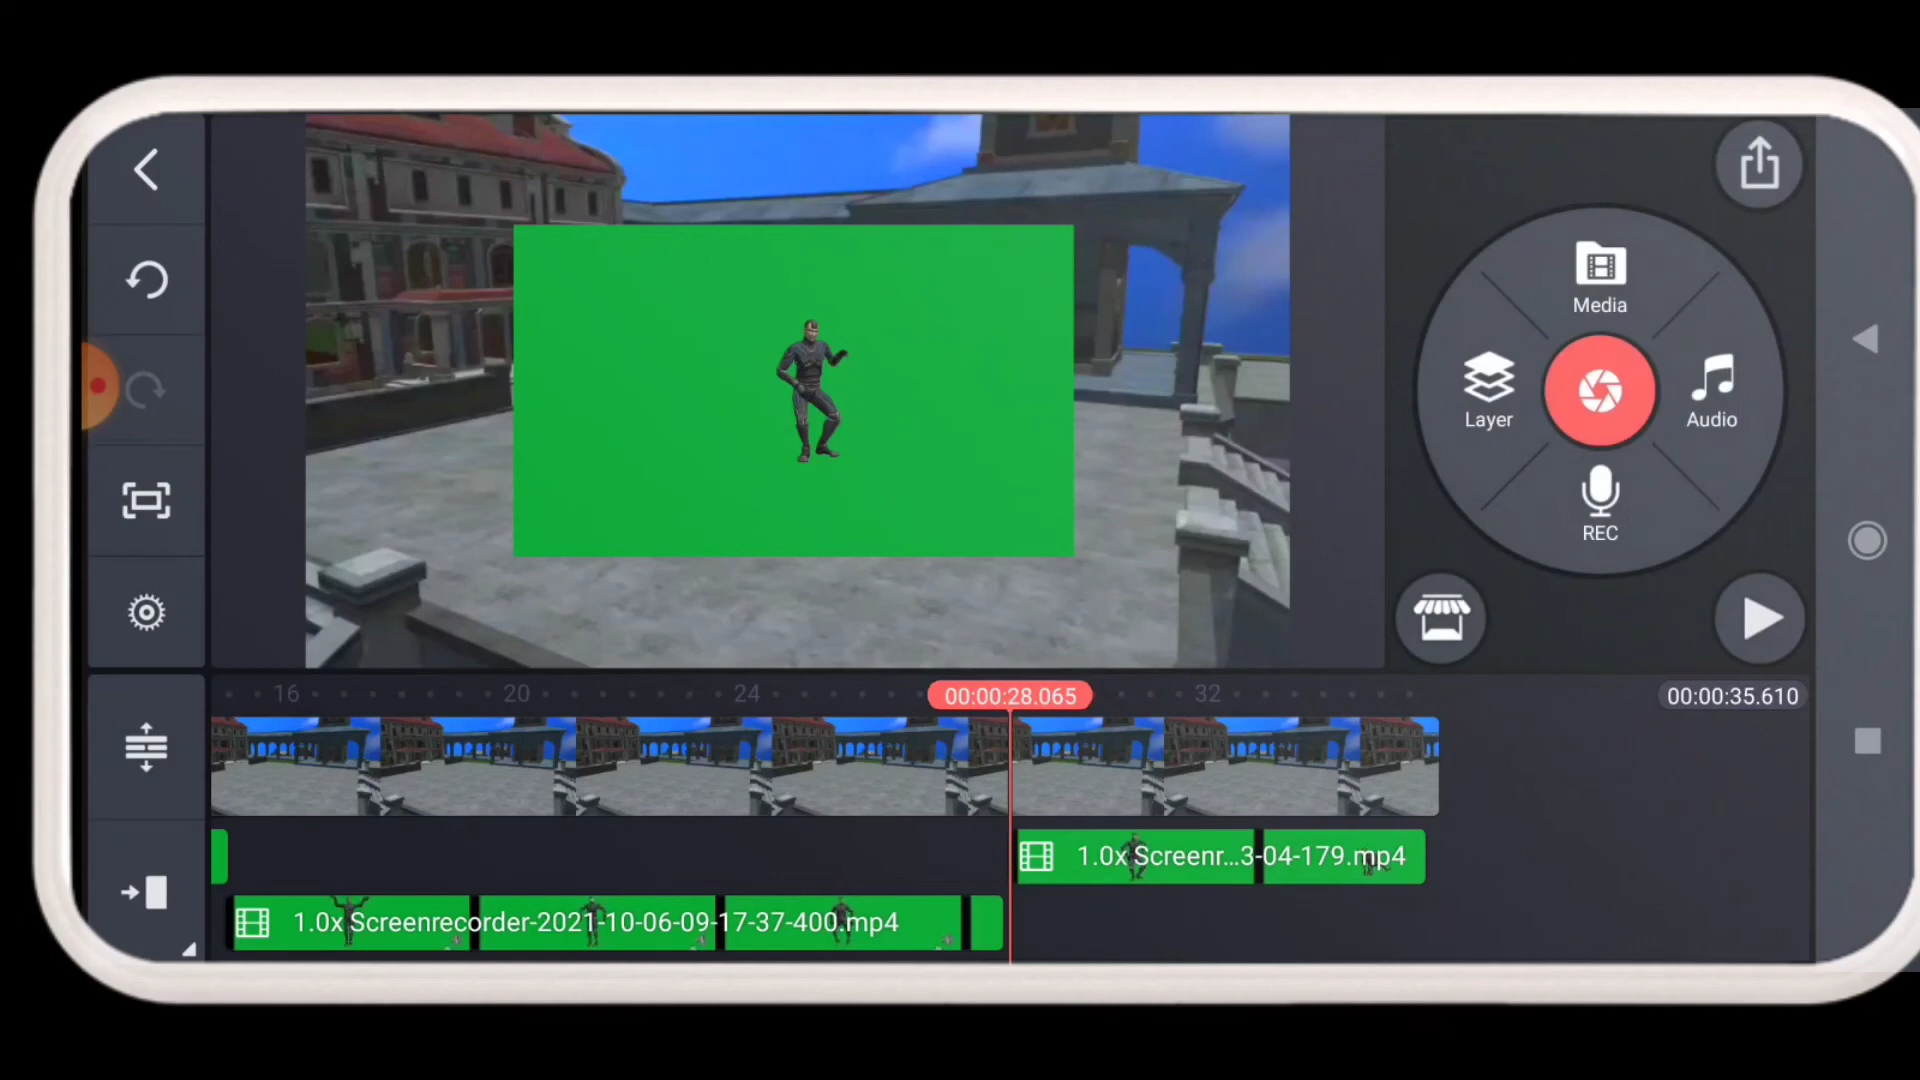 Media
Layer
Audio
REC
16
20
24
00:00:28.065
32
00:00:35.610
1.0x Screenr...3-04-179.mp4
1.0x Screenrecorder-2021-10-06-09-17-37-400.mp4